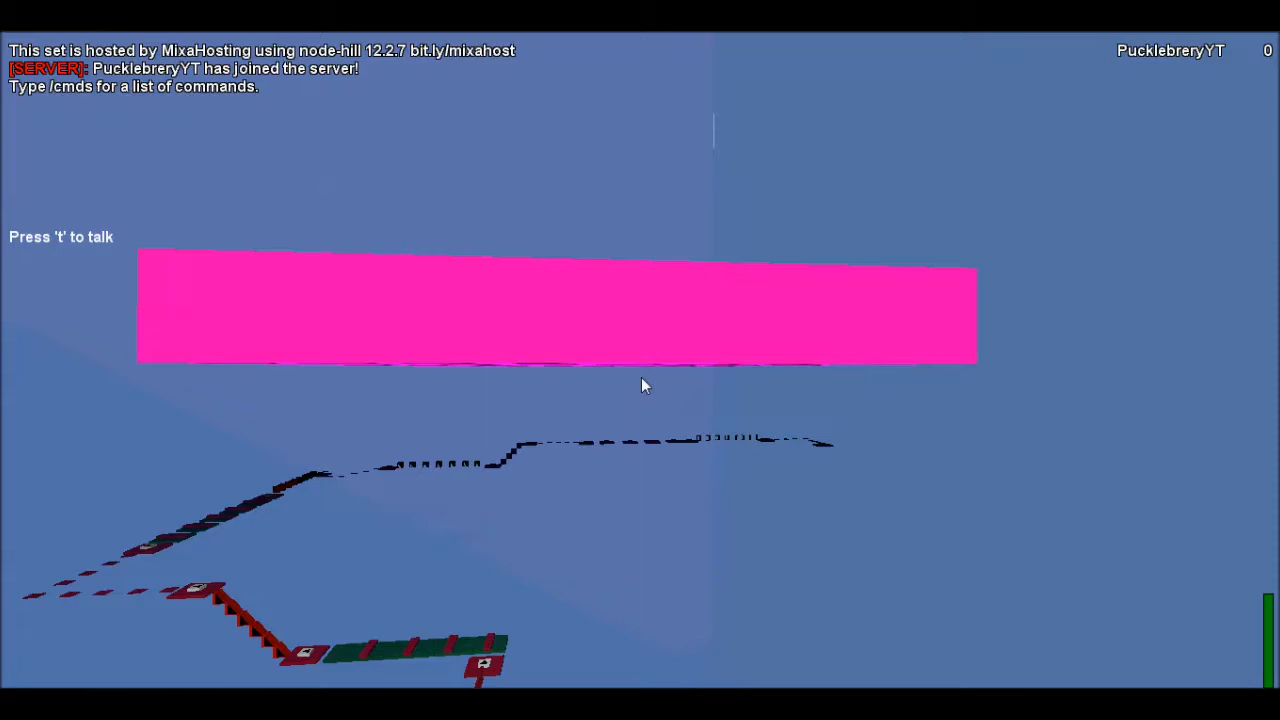 This set is hosted by MixaHosting using node-hill 12.2.7 bit.ly/mixahost
PucklebreryYT 0
[SERVER]: PucklebreryYT has joined the server!
Type /cmds for a list of commands.
Press 't' to talk